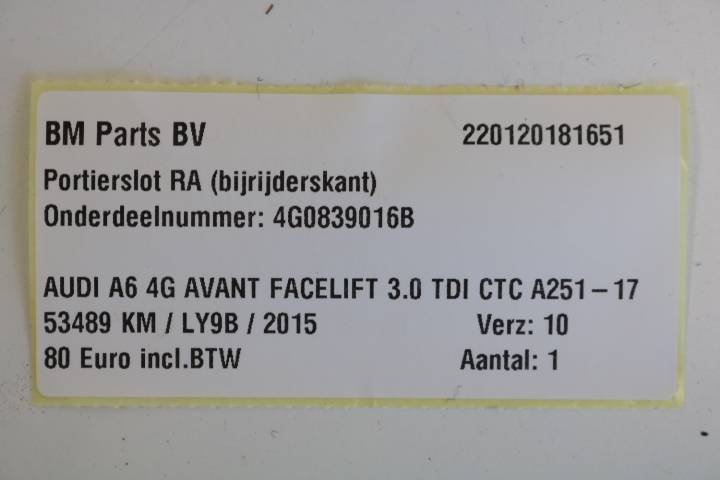 BM Parts BV 220120181651
Portierslot RA (bijrijderskant)
Onderdeelnummer: 4G0839016B
AUDI A6 4G AVANT FACELIFT 3.0 TDI CTC A251-17
53489 KM / LY9B / 2015 Verz: 10
80 Euro incl.BTW Aantal: 1